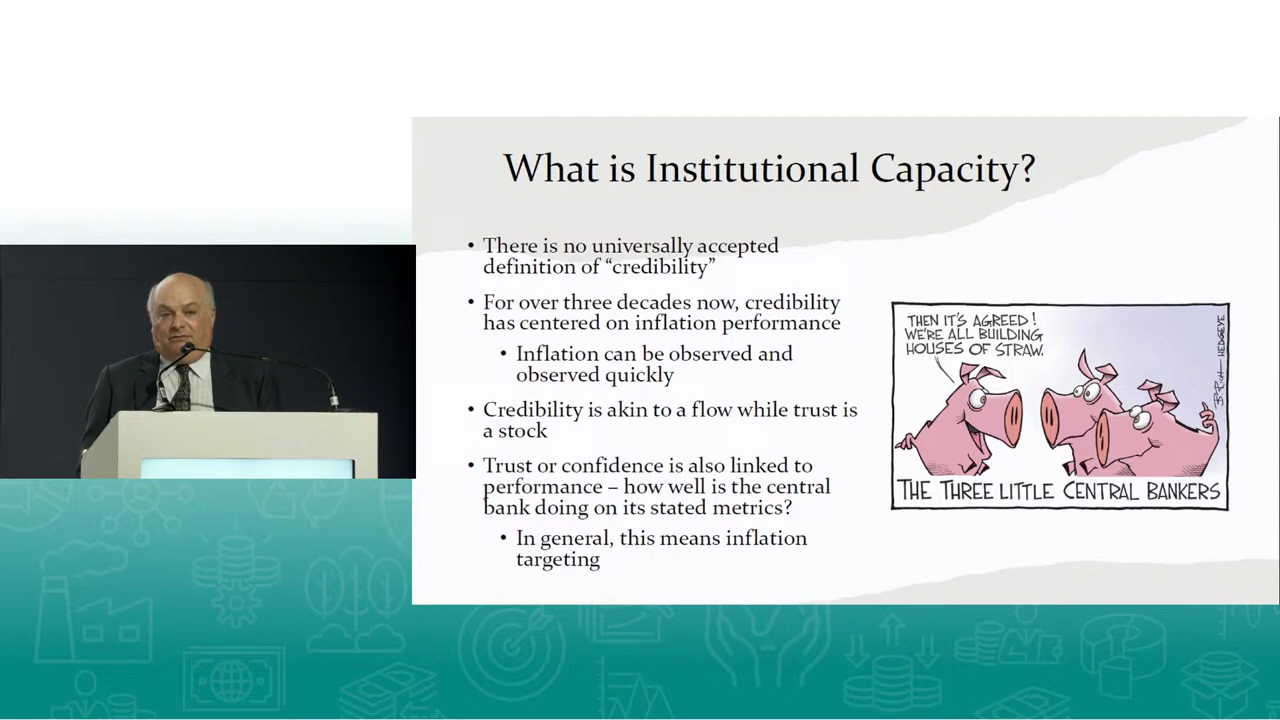 What is Institutional Capacity?
• There is no universally accepted
definition of “credibility”
• For over three decades now, credibility
has centered on inflation performance
• Inflation can be observed and
observed quickly
• Credibility is akin to a flow while trust is
a stock
• Trust or confidence is also linked to
performance – how well is the central
bank doing on its stated metrics?
• In general, this means inflation
targeting
THEN IT'S AGREED!
WE'RE ALL BUILDING
HOUSES OF STRAW.
HEDGEYE
THE THREE LITTLE CENTRAL BANKERS